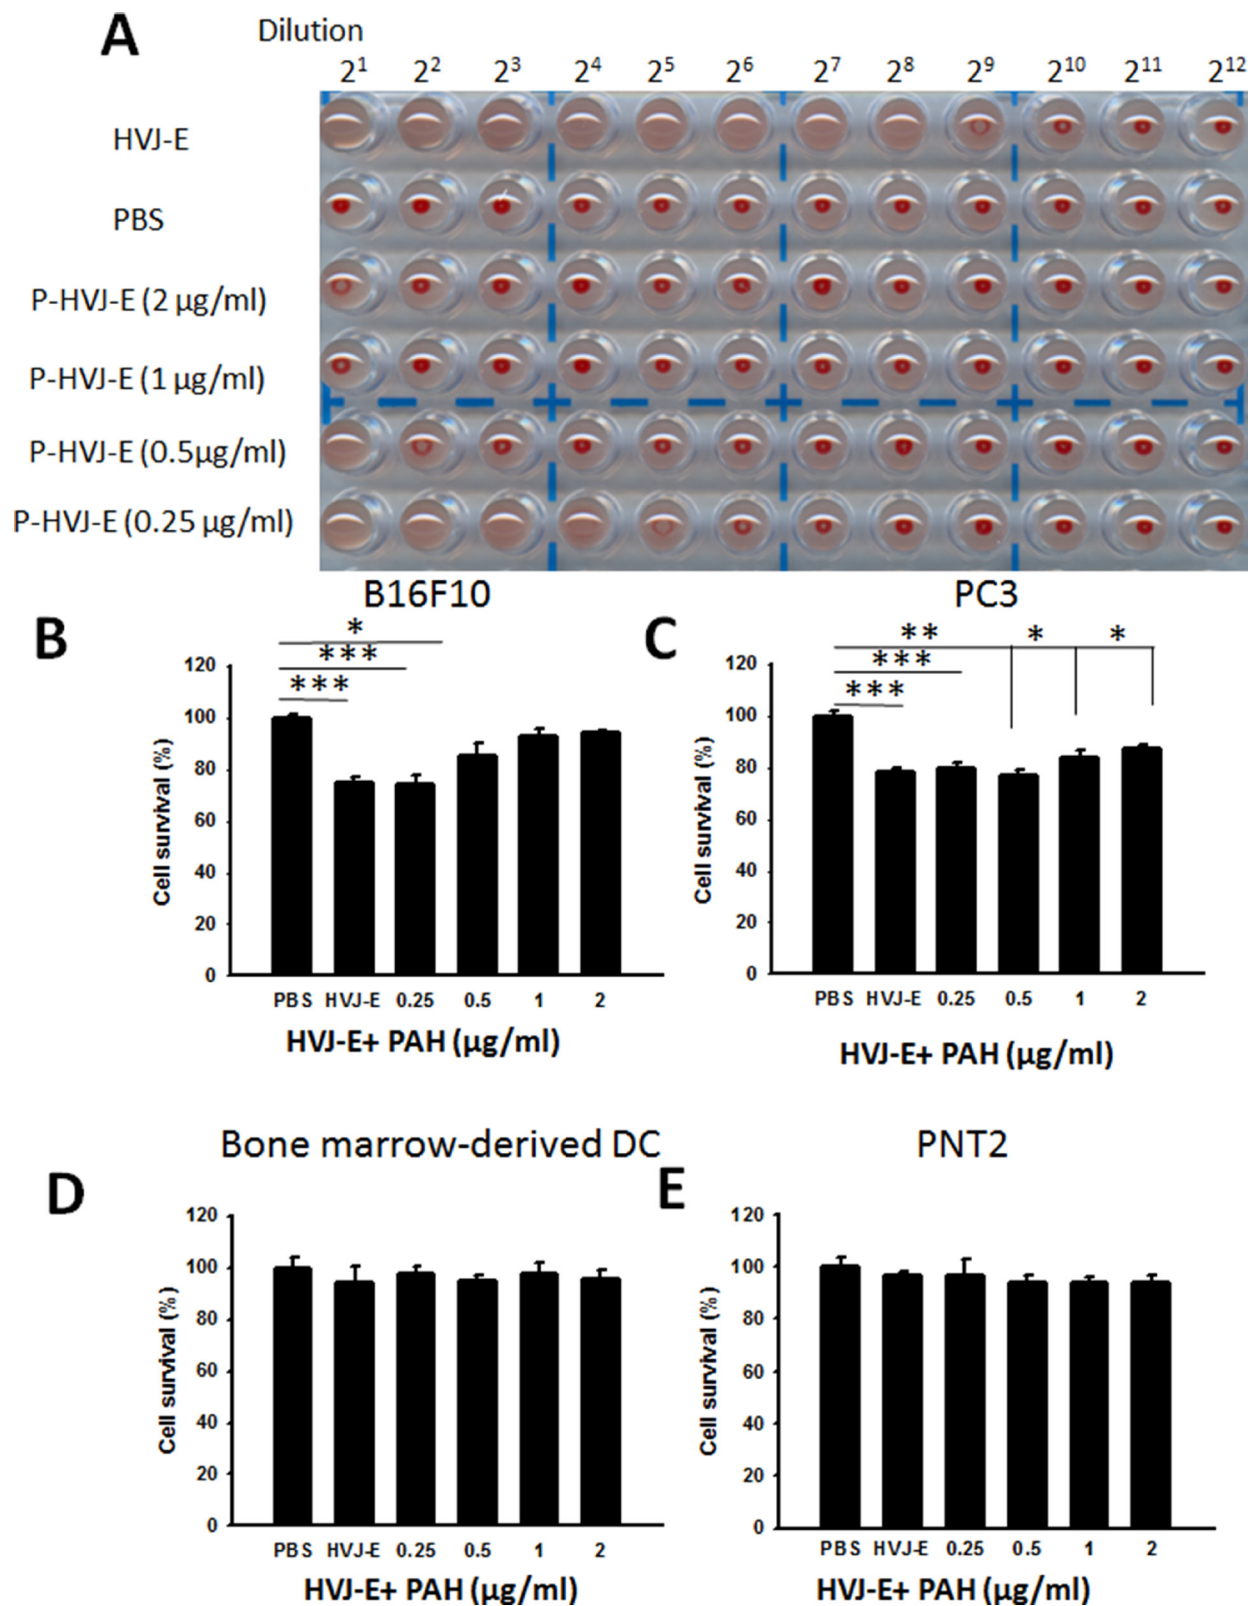 A
Dilution
2¹ 2² 2³ 2⁴ 2⁵ 2⁶ 2⁷ 2⁸ 2⁹ 2¹⁰ 2¹¹ 2¹²
HVJ-E
PBS
P-HVJ-E (2 µg/ml)
P-HVJ-E (1 µg/ml)
P-HVJ-E (0.5µg/ml)
P-HVJ-E (0.25 µg/ml)
B16F10
B
*
***
***
120
100
80
60
40
20
0
Cell survival (%)
PBS HVJ-E 0.25 0.5 1 2
HVJ-E+ PAH (µg/ml)
PC3
C
** * *
***
***
120
100
80
60
40
20
0
Cell survival (%)
PBS HVJ-E 0.25 0.5 1 2
HVJ-E+ PAH (µg/ml)
Bone marrow-derived DC
D
120
100
80
60
40
20
0
Cell survival (%)
PBS HVJ-E 0.25 0.5 1 2
HVJ-E+ PAH (µg/ml)
PNT2
E
120
100
80
60
40
20
0
Cell survival (%)
PBS HVJ-E 0.25 0.5 1 2
HVJ-E+ PAH (µg/ml)